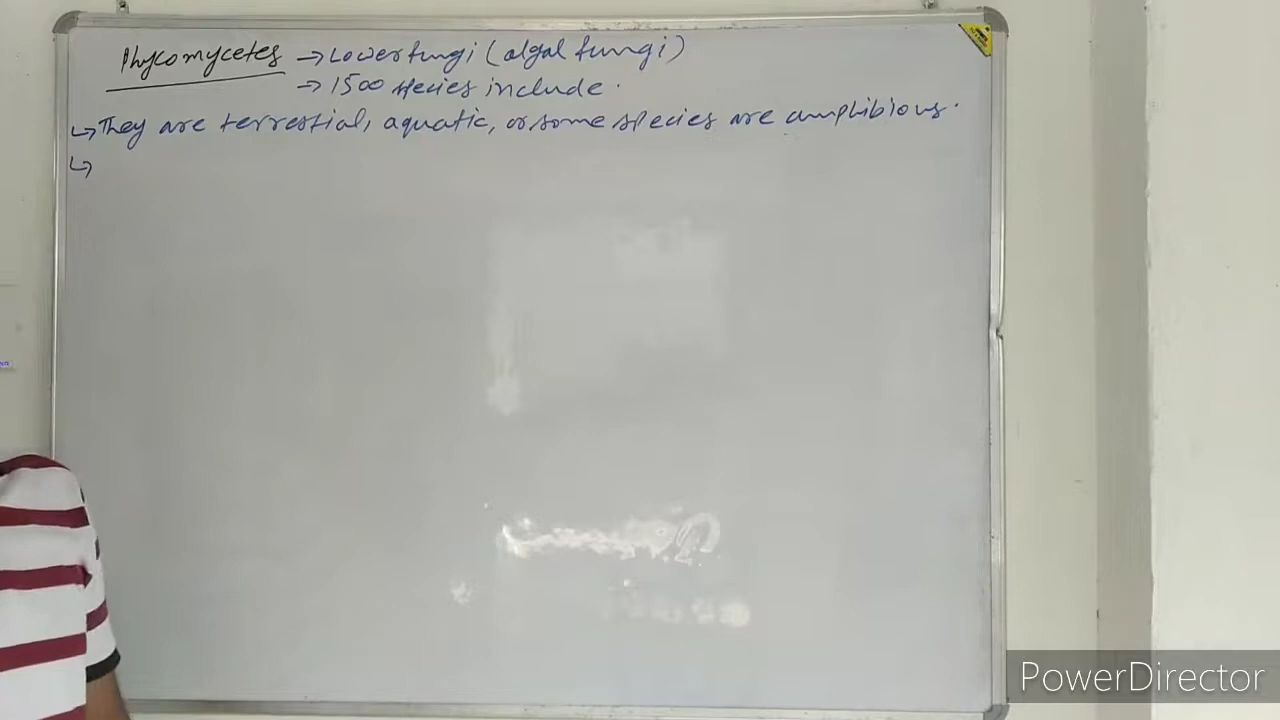 Phycomycetes → Lower fungi (algal fungi)
→ 1500 species include.
↳ They are terrestial, aquatic, or some species are amphibious.
↳
PowerDirector